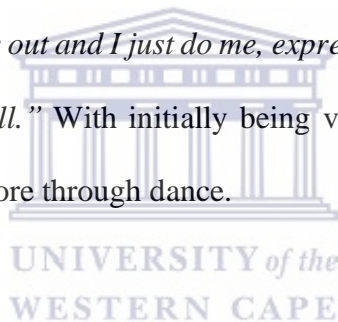 out and I just do me, expre
ll.” With initially being v
ore through dance.
UNIVERSITY of the
WESTERN CAPE